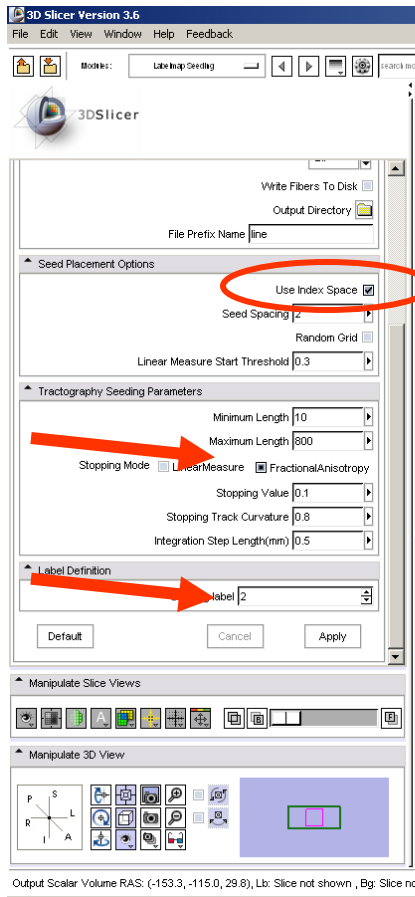 3D Slicer Version 3.6
File Edit View Window Help Feedback
Modules: Labelmap Seeding search mo
3DSlicer
Write Fibers To Disk
Output Directory
File Prefix Name line
Seed Placement Options
Use Index Space
Seed Spacing 2
Random Grid
Linear Measure Start Threshold 0.3
Tractography Seeding Parameters
Minimum Length 10
Maximum Length 800
Stopping Mode LinearMeasure FractionalAnisotropy
Stopping Value 0.1
Stopping Track Curvature 0.8
Integration Step Length(mm) 0.5
Label Definition
label 2
Default Cancel Apply
Manipulate Slice Views
A B F
Manipulate 3D View
P S
R L
I A
Output Scalar Volume RAS: (-153.3, -115.0, 29.8), Lb: Slice not shown , Bg: Slice no